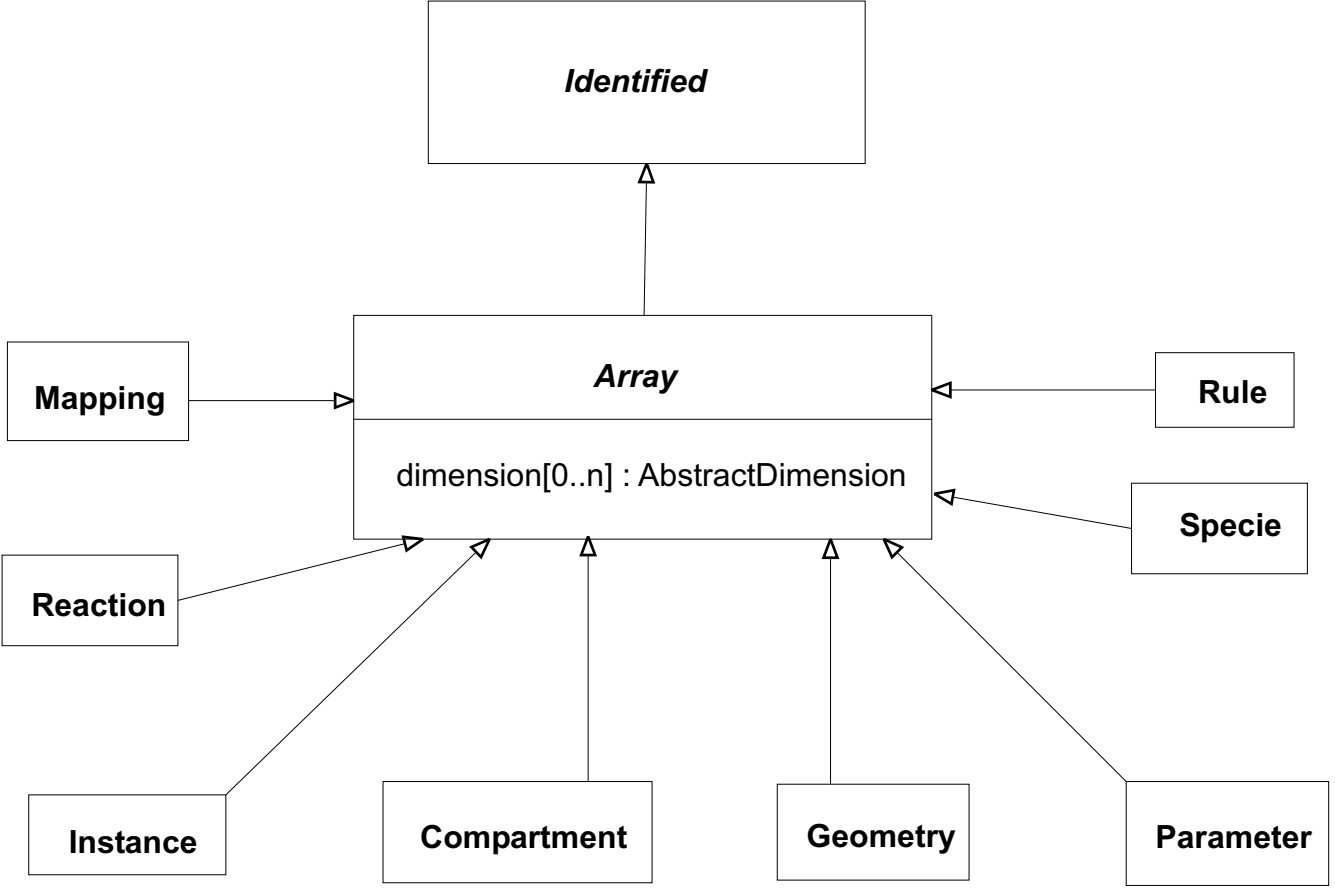 Identified
Array
Mapping
Rule
dimension[0..n] : AbstractDimension
Specie
Reaction
Instance
Compartment
Geometry
Parameter